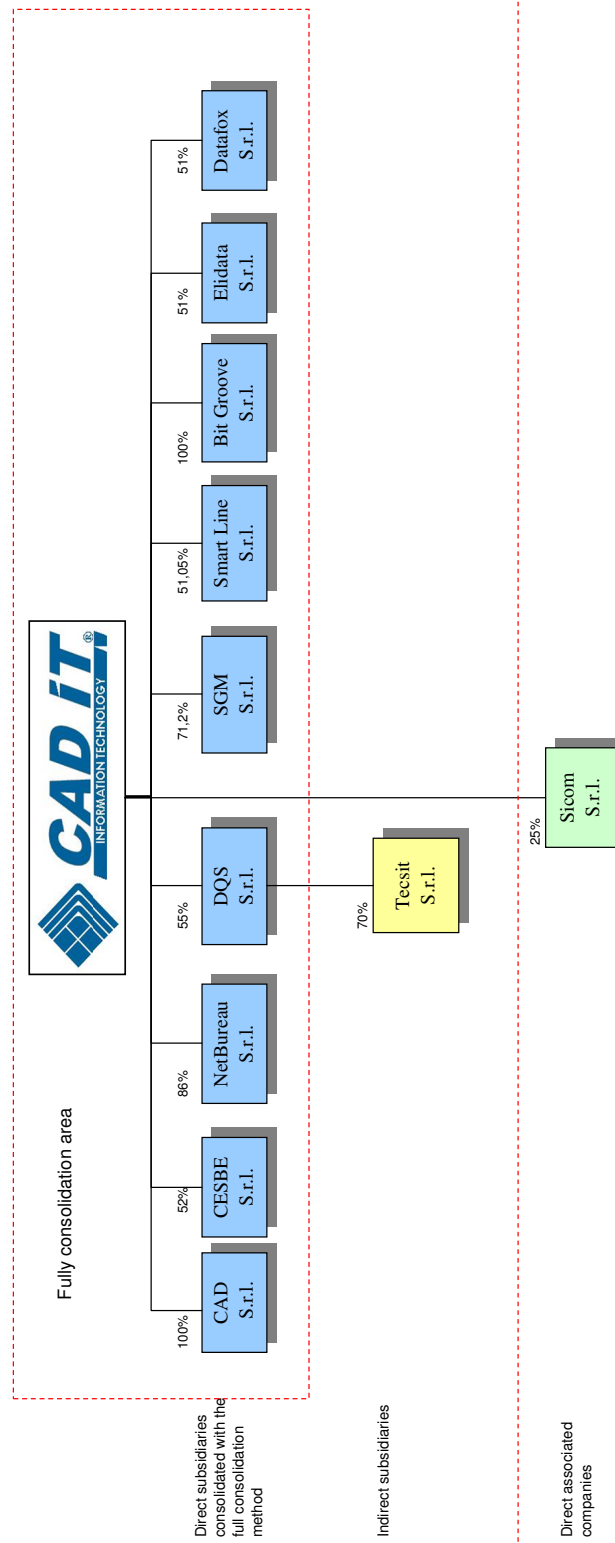 CAD iT®
INFORMATION TECHNOLOGY
Fully consolidation area
100%
52%
86%
55%
71,2%
51,05%
100%
51%
51%
Direct subsidiaries
consolidated with the
full consolidation
method
CAD
S.r.l.
CESBE
S.r.l.
NetBureau
S.r.l.
DQS
S.r.l.
SGM
S.r.l.
Smart Line
S.r.l.
Bit Groove
S.r.l.
Elidata
S.r.l.
Datafox
S.r.l.
Indirect subsidiaries
70%
Tecsit
S.r.l.
Direct associated
companies
25%
Sicom
S.r.l.